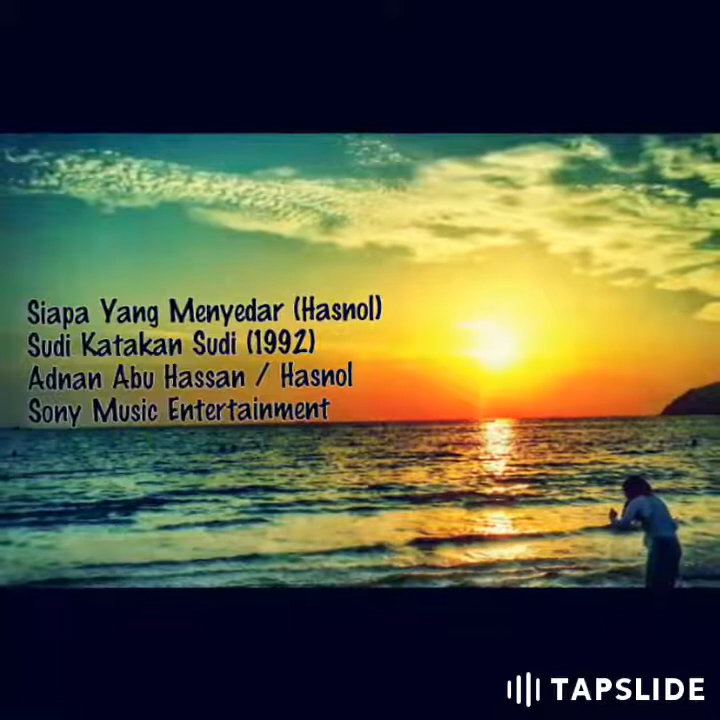 Siapa Yang Menyedar (Hasnol)
Sudi Katakan Sudi (1992)
Adnan Abu Hassan / Hasnol
Sony Music Entertainment
TAPSLIDE